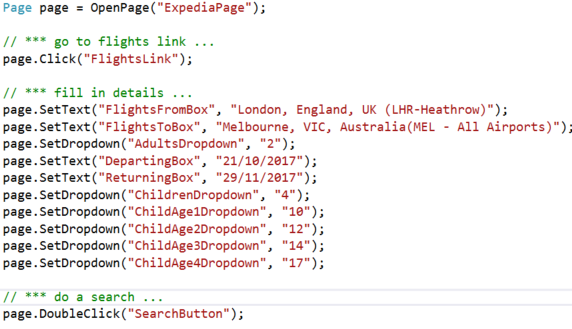 Page page = OpenPage("ExpediaPage");
// *** go to flights link ...
page.Click("FlightsLink");
// *** fill in details ...
page.SetText("FlightsFromBox", "London, England, UK (LHR-Heathrow)");
page.SetText("FlightsToBox", "Melbourne, VIC, Australia(MEL - All Airports)");
page.SetDropdown("AdultsDropdown", "2");
page.SetText("DepartingBox", "21/10/2017");
page.SetText("ReturningBox", "29/11/2017");
page.SetDropdown("ChildrenDropdown", "4");
page.SetDropdown("ChildAge1Dropdown", "10");
page.SetDropdown("ChildAge2Dropdown", "12");
page.SetDropdown("ChildAge3Dropdown", "14");
page.SetDropdown("ChildAge4Dropdown", "17");
// *** do a search ...
page.DoubleClick("SearchButton");